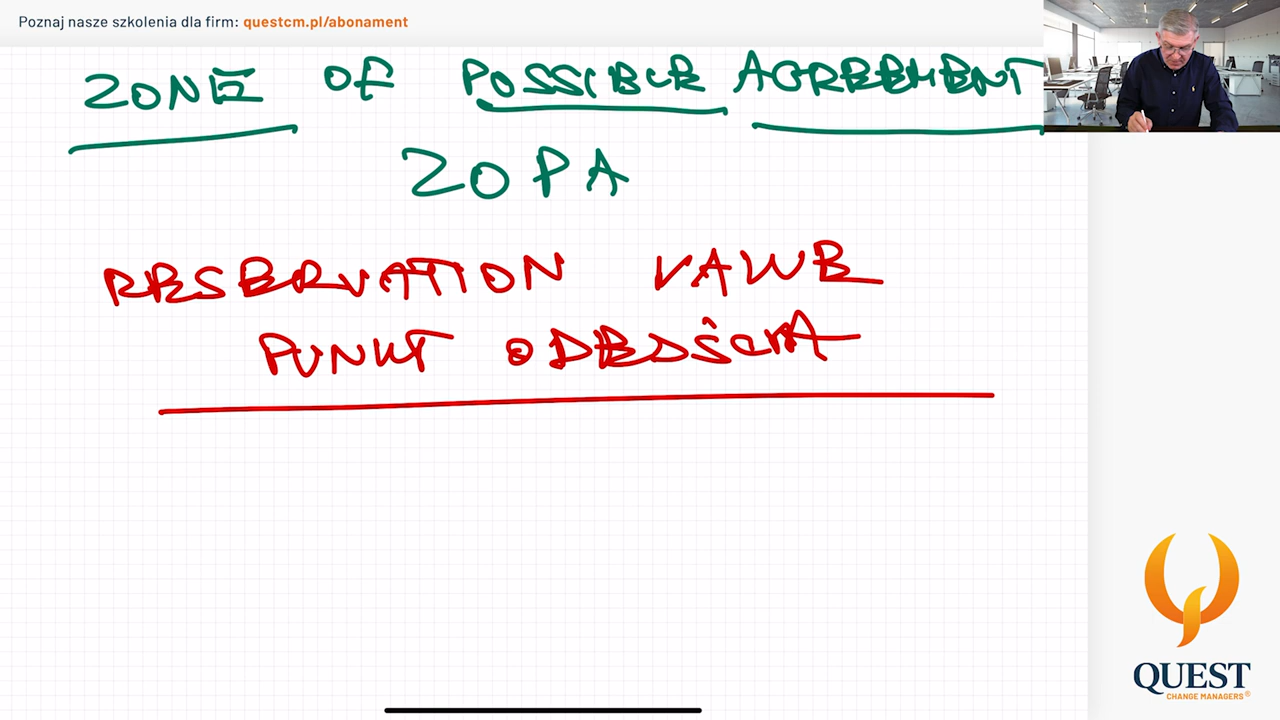 Poznaj nasze szkolenia dla firm: questcm.pl/abonament
ZONE OF POSSIBLE AGREEMENT
ZOPA
RESERVATION VALUE
PUNKT ODEJŚCIA
QUEST
CHANGE MANAGERS®